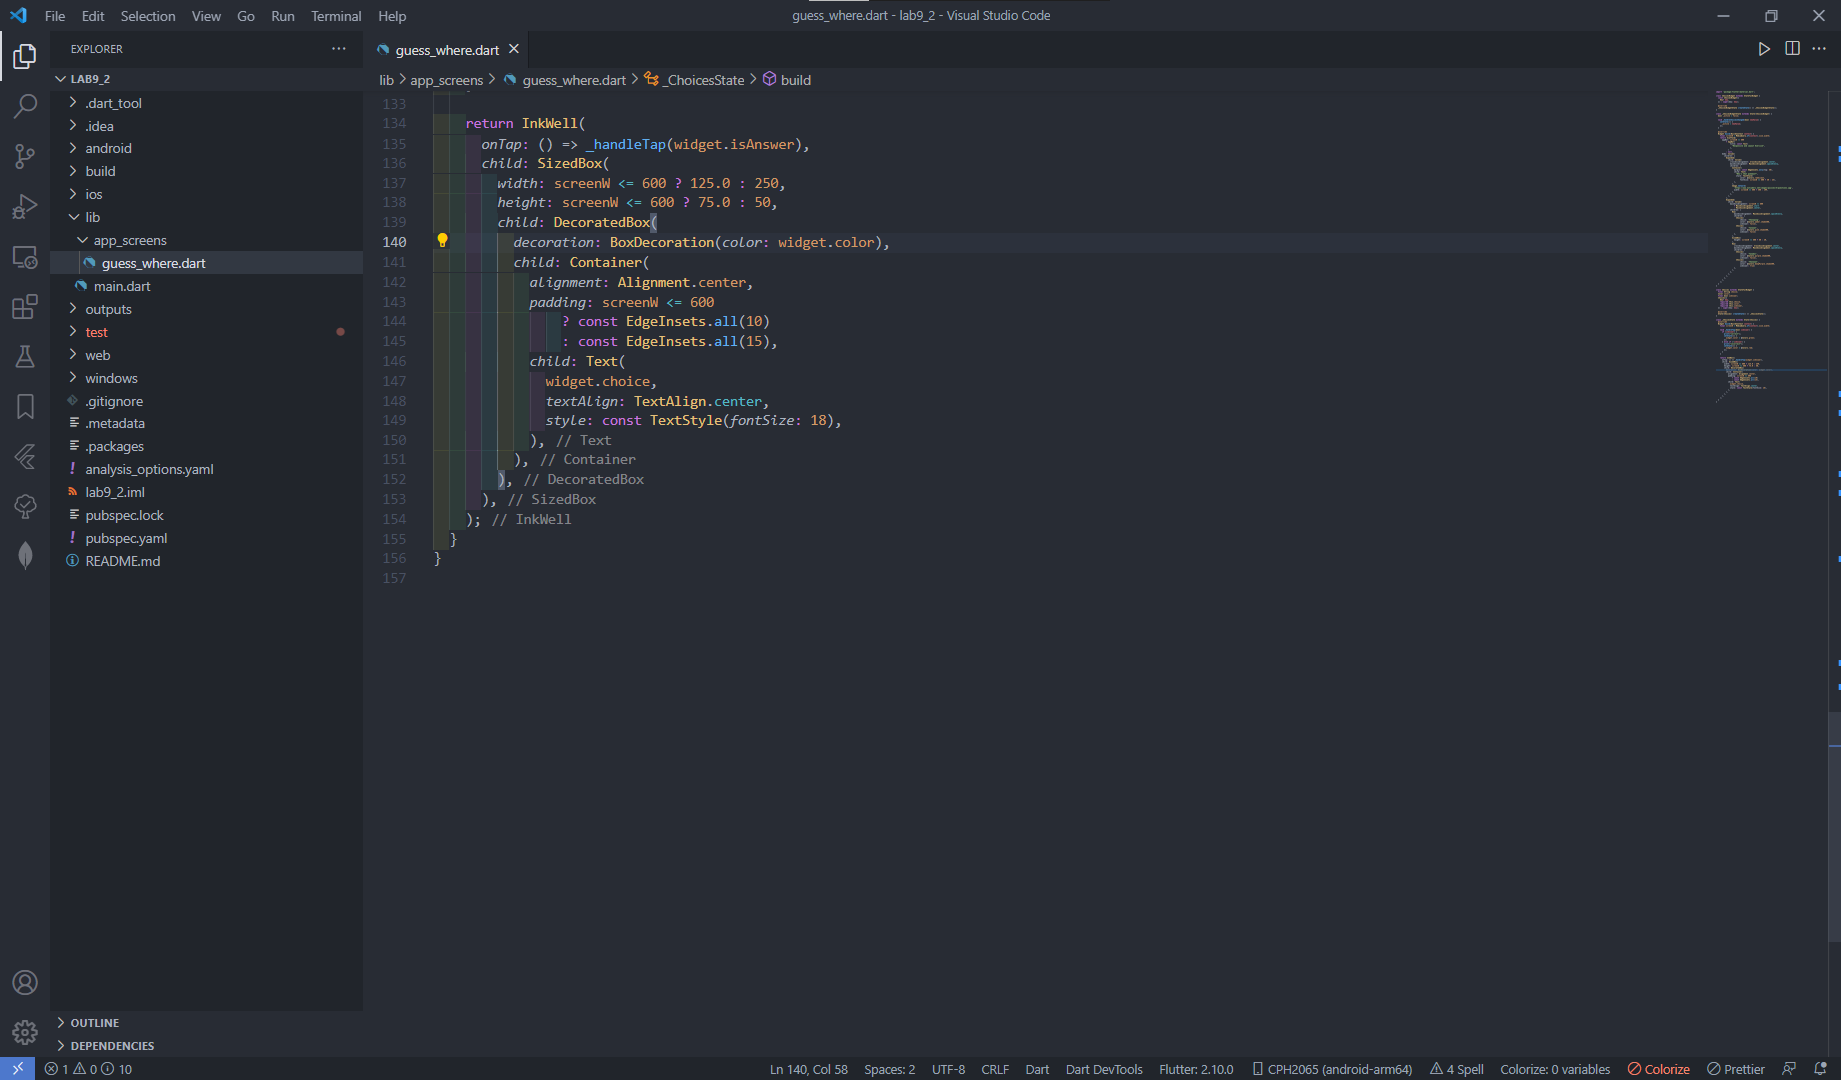 File Edit Selection View Go Run Terminal Help
guess_where.dart - lab9_2 - Visual Studio Code
EXPLORER
LAB9_2
.dart_tool
.idea
android
build
ios
lib
app_screens
guess_where.dart
main.dart
outputs
test
web
windows
.gitignore
.metadata
.packages
analysis_options.yaml
lab9_2.iml
pubspec.lock
pubspec.yaml
README.md
OUTLINE
DEPENDENCIES
guess_where.dart
lib > app_screens > guess_where.dart > _ChoicesState > build
133
134 return InkWell(
135 onTap: () => _handleTap(widget.isAnswer),
136 child: SizedBox(
137 width: screenW <= 600 ? 125.0 : 250,
138 height: screenW <= 600 ? 75.0 : 50,
139 child: DecoratedBox(
140 decoration: BoxDecoration(color: widget.color),
141 child: Container(
142 alignment: Alignment.center,
143 padding: screenW <= 600
144 ? const EdgeInsets.all(10)
145 : const EdgeInsets.all(15),
146 child: Text(
147 widget.choice,
148 textAlign: TextAlign.center,
149 style: const TextStyle(fontSize: 18),
150 ), // Text
151 ), // Container
152 ), // DecoratedBox
153 ), // SizedBox
154 ); // InkWell
155 }
156 }
157
1 0 10
Ln 140, Col 58 Spaces: 2 UTF-8 CRLF Dart Dart DevTools Flutter: 2.10.0 CPH2065 (android-arm64) 4 Spell Colorize: 0 variables Colorize Prettier